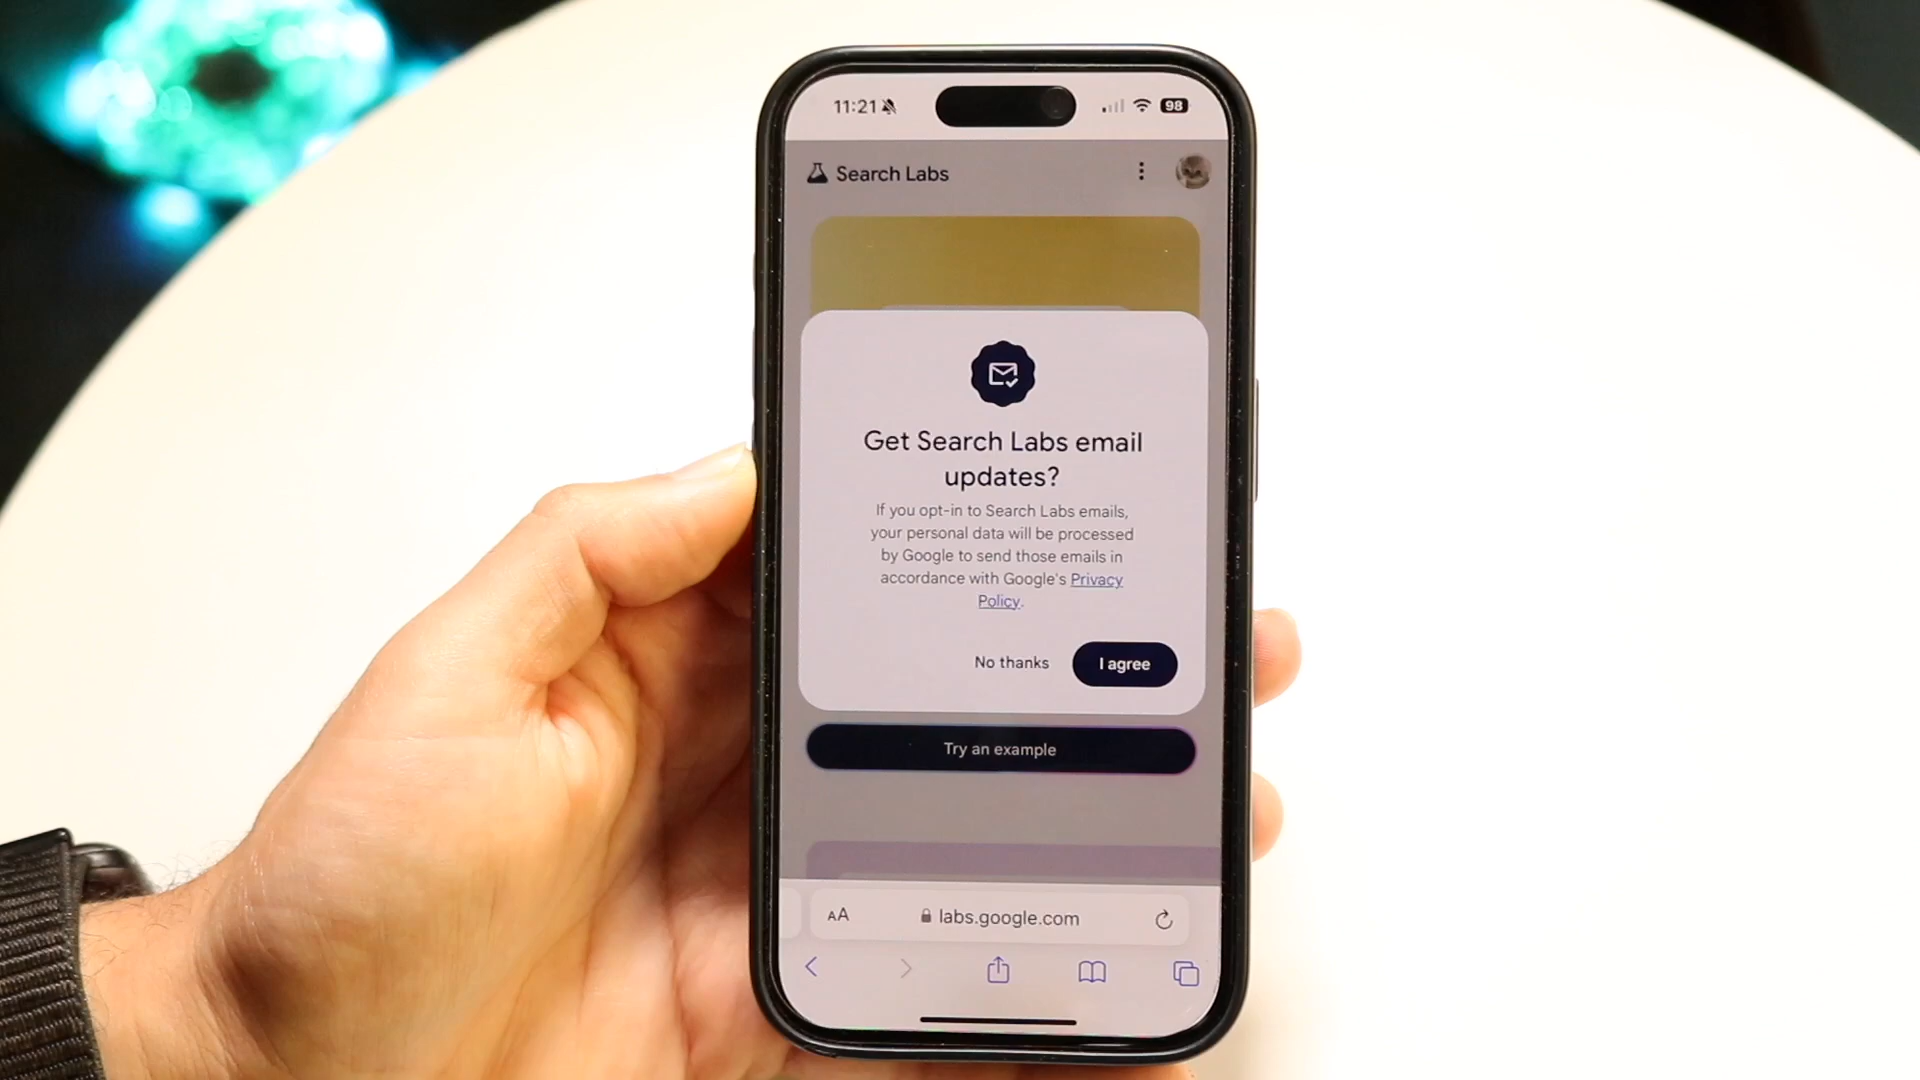 11:21
98
Search Labs
Get Search Labs email
updates?
If you opt-in to Search Labs emails,
your personal data will be processed
by Google to send those emails in
accordance with Google's Privacy
Policy.
No thanks
I agree
Try an example
AA
labs.google.com